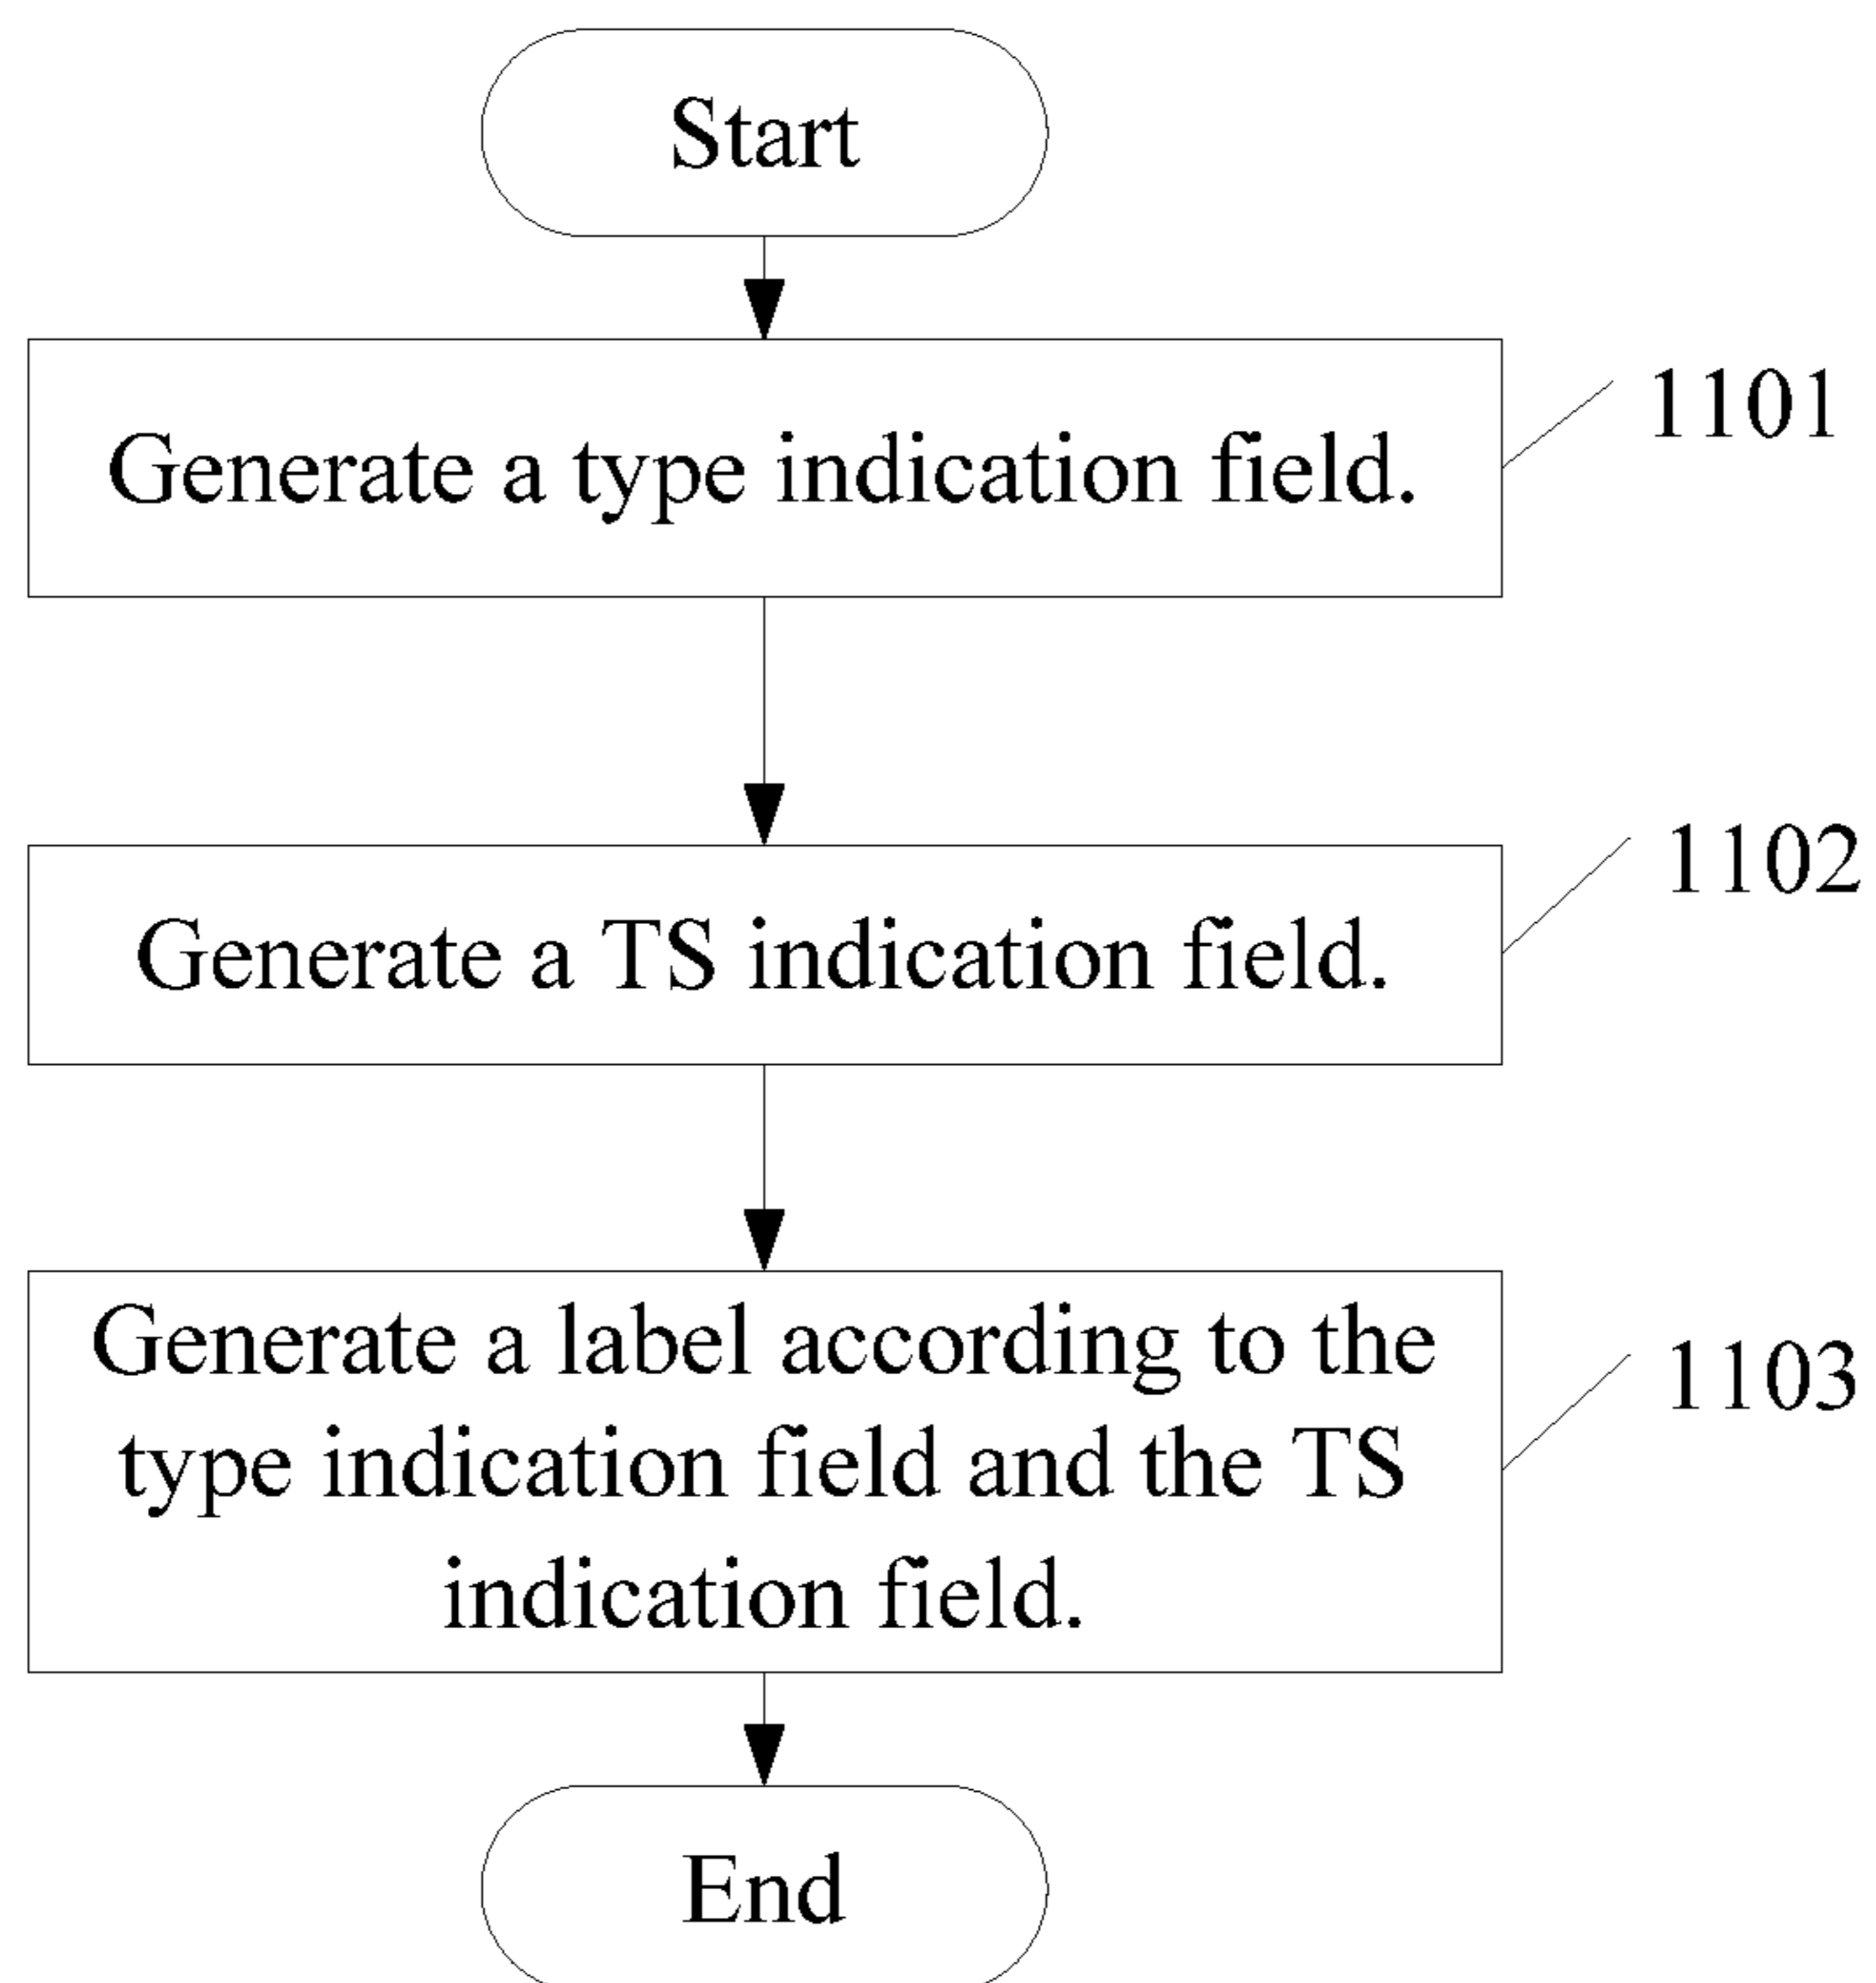 Start
Generate a type indication field.
1101
Generate a TS indication field.
1102
Generate a label according to the
type indication field and the TS
indication field.
1103
End